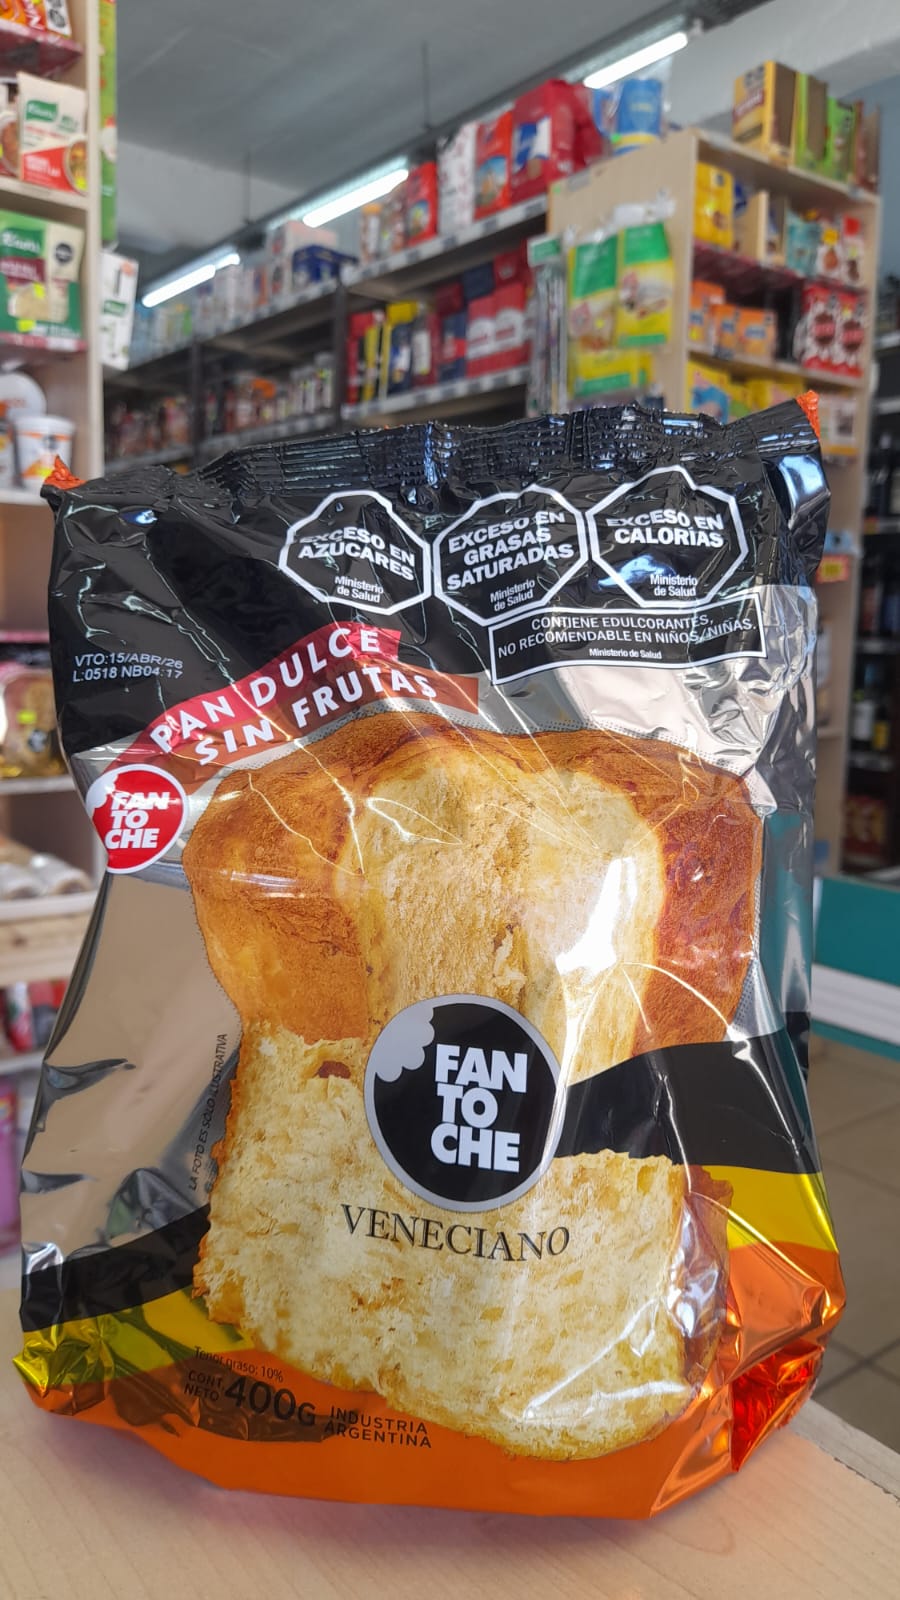 EXCESO EN
AZÚCARES
Ministerio
de Salud
EXCESO EN
GRASAS
SATURADAS
Ministerio
de Salud
EXCESO EN
CALORÍAS
Ministerio
de Salud
CONTIENE EDULCORANTES,
NO RECOMENDABLE EN NIÑOS/NIÑAS.
Ministerio de Salud
VTO:15/ABR/26
L:0518 NB04:17
PAN DULCE
SIN FRUTAS
FAN
TO
CHE
FAN
TO
CHE
VENECIANO
LA FOTO ES SÓLO ILUSTRATIVA
Tenor graso: 10%
CONT.
NETO 400G
INDUSTRIA
ARGENTINA
Knorr
Knorr